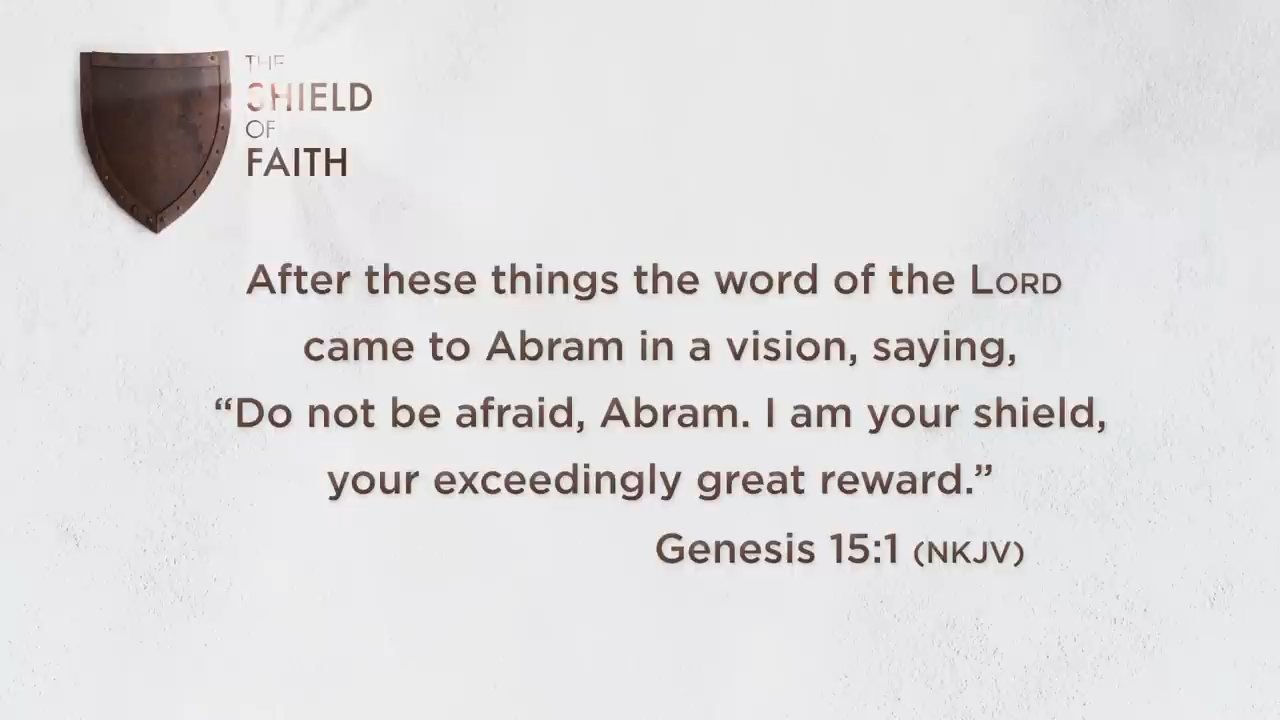 THE
SHIELD
OF
FAITH
After these things the word of the LORD
came to Abram in a vision, saying,
“Do not be afraid, Abram. I am your shield,
your exceedingly great reward.”
Genesis 15:1 (NKJV)